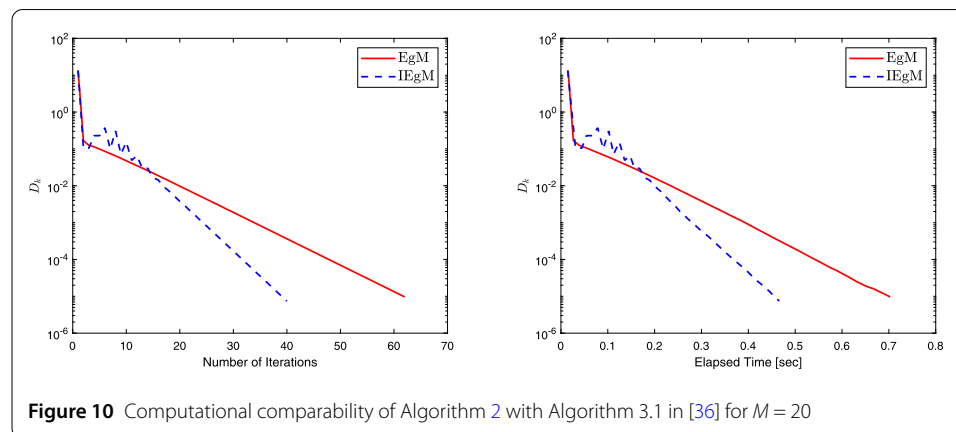 10^2
10^0
10^-2
10^-4
10^-6
D_k
0 10 20 30 40 50 60 70
Number of Iterations
EgM
IEgM
10^2
10^0
10^-2
10^-4
10^-6
D_k
0 0.1 0.2 0.3 0.4 0.5 0.6 0.7 0.8
Elapsed Time [sec]
EgM
IEgM
Figure 10 Computational comparability of Algorithm 2 with Algorithm 3.1 in [36] for M = 20